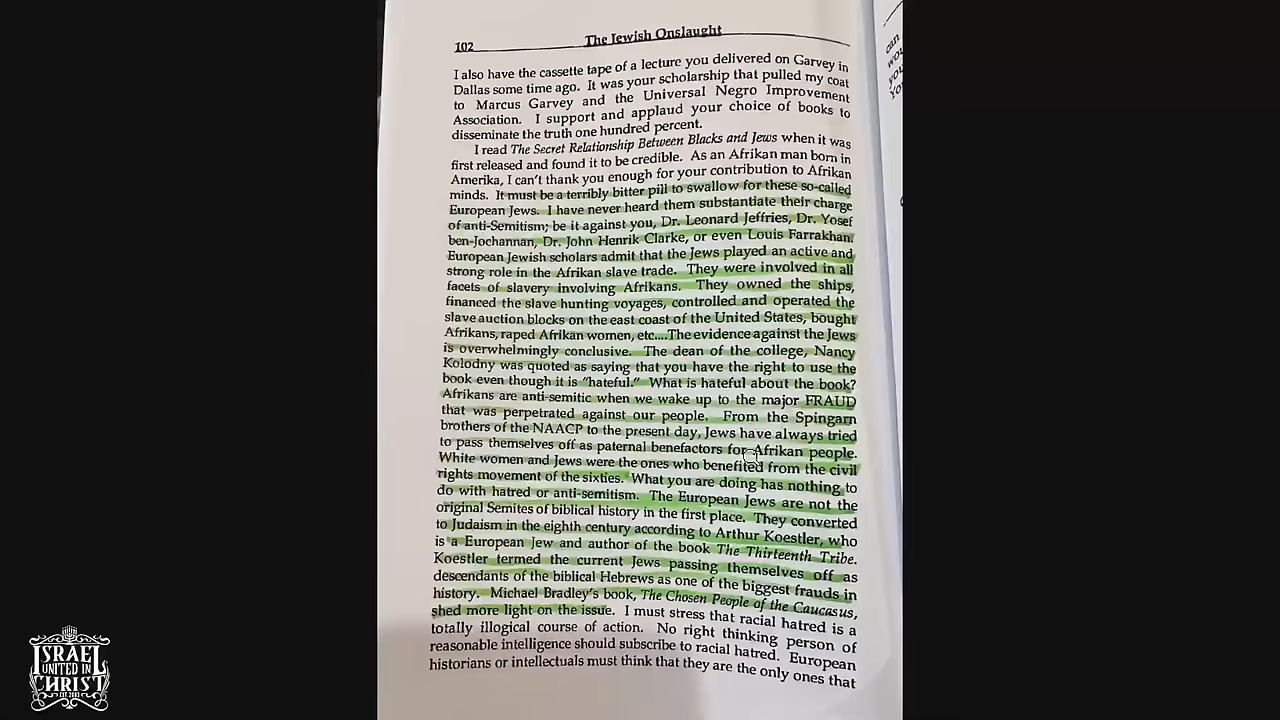 102
The Jewish Onslaught
I also have the cassette tape of a lecture you delivered on Garvey in
Dallas some time ago. It was your scholarship that pulled my coat
to Marcus Garvey and the Universal Negro Improvement
Association. I support and applaud your choice of books to
disseminate the truth one hundred percent.
I read The Secret Relationship Between Blacks and Jews when it was
first released and found it to be credible. As an Afrikan man born in
Amerika, I can't thank you enough for your contribution to Afrikan
minds. It must be a terribly bitter pill to swallow for these so-called
European Jews. I have never heard them substantiate their charge
of anti-Semitism; be it against you, Dr. Leonard Jeffries, Dr. Yosef
ben-Jochannan, Dr. John Henrik Clarke, or even Louis Farrakhan.
European Jewish scholars admit that the Jews played an active and
strong role in the Afrikan slave trade. They were involved in all
facets of slavery involving Afrikans. They owned the ships,
financed the slave hunting voyages, controlled and operated the
slave auction blocks on the east coast of the United States, bought
Afrikans, raped Afrikan women, etc....The evidence against the Jews
is overwhelmingly conclusive. The dean of the college, Nancy
Kolodny was quoted as saying that you have the right to use the
book even though it is "hateful." What is hateful about the book?
Afrikans are anti-semitic when we wake up to the major FRAUD
that was perpetrated against our people. From the Spingarn
brothers of the NAACP to the present day, Jews have always tried
to pass themselves off as paternal benefactors for Afrikan people.
White women and Jews were the ones who benefited from the civil
rights movement of the sixties. What you are doing has nothing to
do with hatred or anti-semitism. The European Jews are not the
original Semites of biblical history in the first place. They converted
to Judaism in the eighth century according to Arthur Koestler, who
is a European Jew and author of the book The Thirteenth Tribe.
Koestler termed the current Jews passing themselves off as
descendants of the biblical Hebrews as one of the biggest frauds in
history. Michael Bradley's book, The Chosen People of the Caucasus,
shed more light on the issue. I must stress that racial hatred is a
totally illogical course of action. No right thinking person of
reasonable intelligence should subscribe to racial hatred. European
historians or intellectuals must think that they are the only ones that
can
wou
you
Yo
ISRAEL
UNITED IN
CHRIST
EST 2003